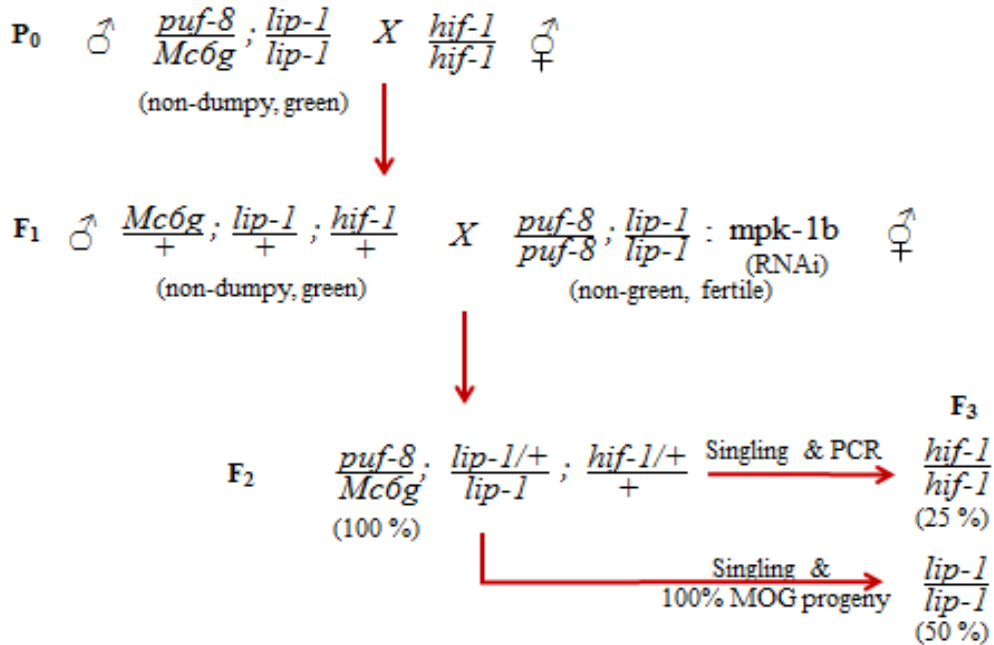 P0 ♂ puf-8/Mc6g ; lip-1/lip-1 X hif-1/hif-1 ⚥
(non-dumpy, green)
F1 ♂ Mc6g/+ ; lip-1/+ ; hif-1/+ X puf-8/puf-8 ; lip-1/lip-1 : mpk-1b ⚥
(RNAi)
(non-dumpy, green) (non-green, fertile)
F3
F2 puf-8/Mc6g ; lip-1/+/lip-1 ; hif-1/+/+ Singling & PCR hif-1/hif-1
(100 %) (25 %)
Singling & 100% MOG progeny lip-1/lip-1
(50 %)